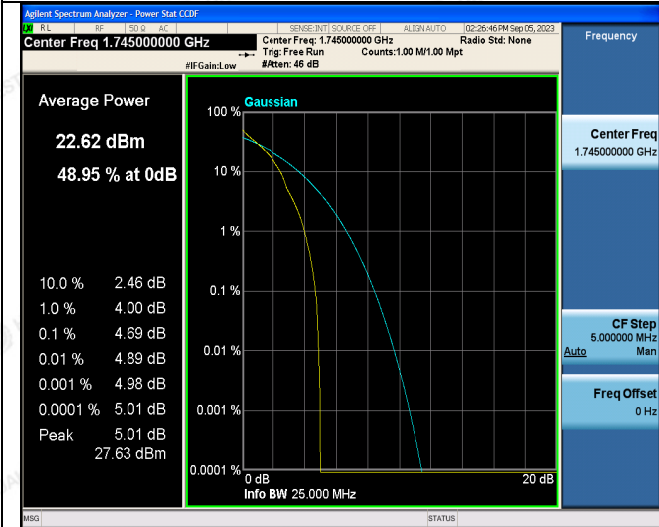 Agilent Spectrum Analyzer - Power Stat CCDF
RL RF 50 Ω AC SENSE:INT SOURCE OFF ALIGN AUTO 02:26:46 PM Sep 05, 2023
Center Freq 1.745000000 GHz
Center Freq: 1.745000000 GHz Radio Std: None
Trig: Free Run Counts:1.00 M/1.00 Mpt
#IFGain:Low #Atten: 46 dB
Frequency
Average Power
22.62 dBm
48.95 % at 0dB
10.0 % 2.46 dB
1.0 % 4.00 dB
0.1 % 4.69 dB
0.01 % 4.89 dB
0.001 % 4.98 dB
0.0001 % 5.01 dB
Peak 5.01 dB
27.63 dBm
Gaussian
100 %
10 %
1 %
0.1 %
0.01 %
0.001 %
0.0001 %
0 dB 20 dB
Info BW 25.000 MHz
Center Freq
1.745000000 GHz
CF Step
5.000000 MHz
Auto Man
Freq Offset
0 Hz
MSG STATUS